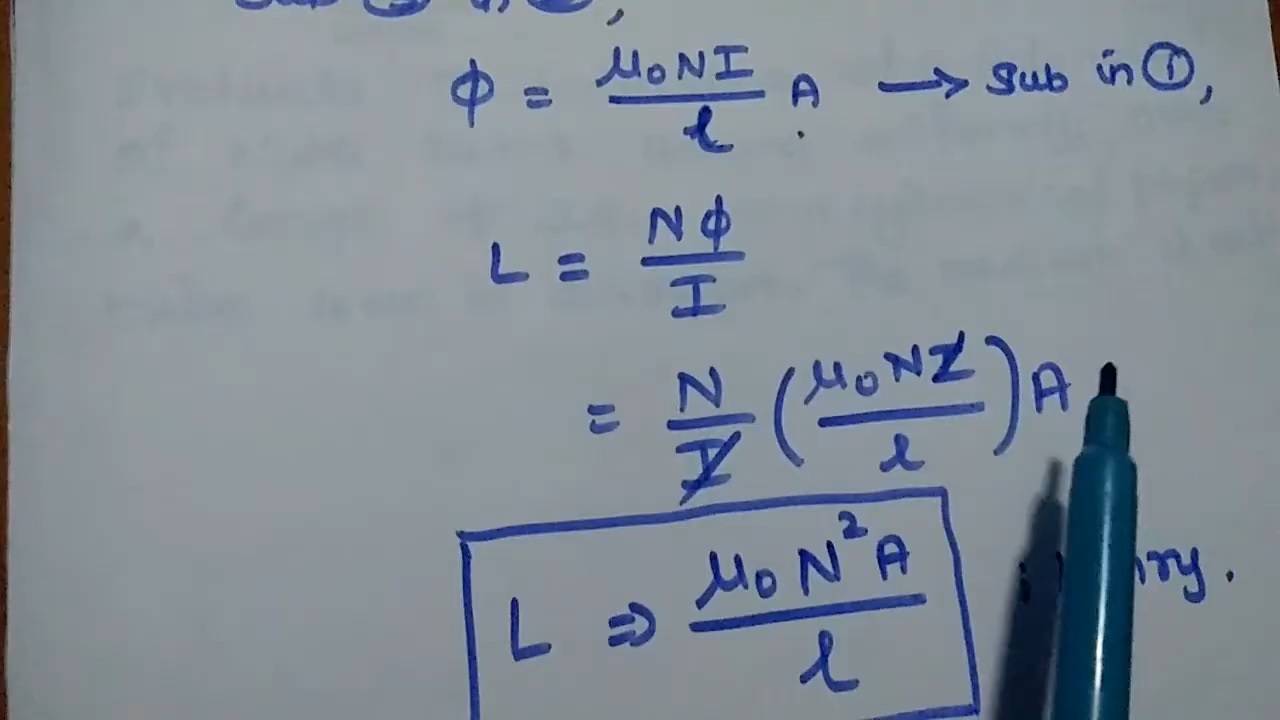 Φ = μ₀NI/l A → Sub in ①,
L = NΦ/I
= N/I (μ₀NI/l) A
L ⇒ μ₀N²A/l